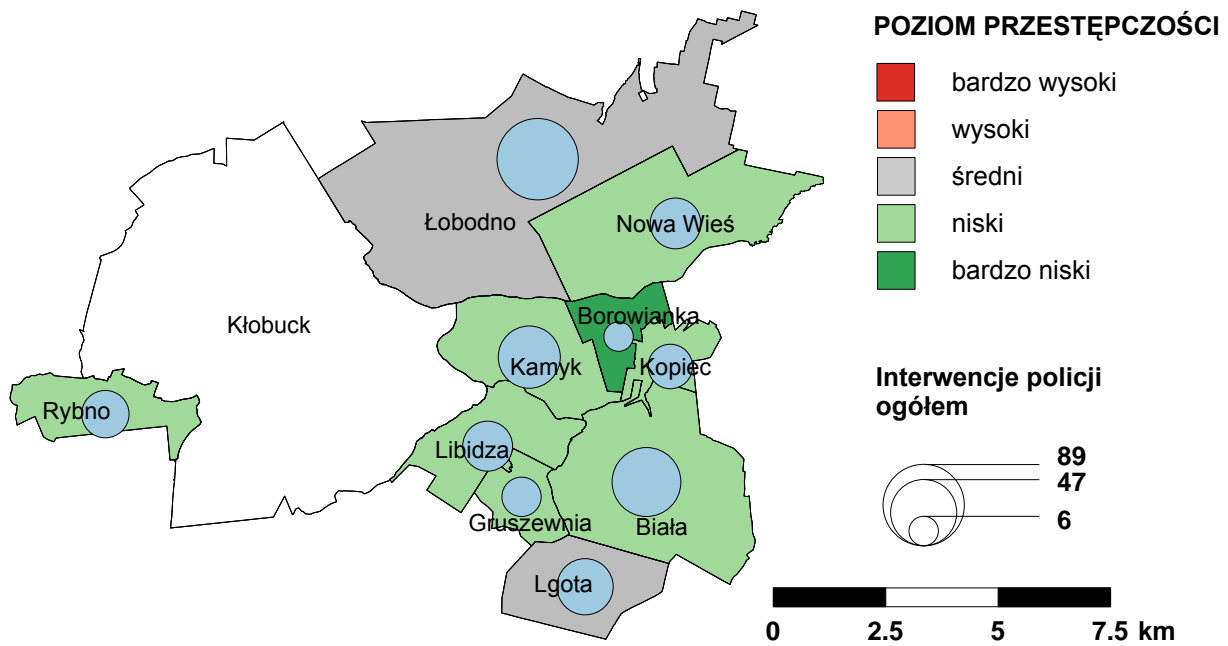 POZIOM PRZESTĘPCZOŚCI
bardzo wysoki
wysoki
średni
niski
bardzo niski
Łobodno
Nowa Wieś
Borowianka
Kłobuck
Kamyk
Kopiec
Rybno
Libidza
Gruszewnia
Biała
Lgota
Interwencje policji
ogółem
89
47
6
0 2.5 5 7.5 km